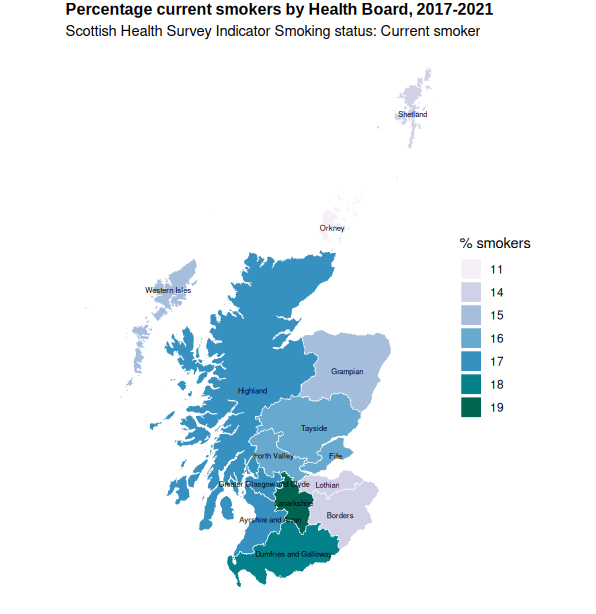 Percentage current smokers by Health Board, 2017-2021
Scottish Health Survey Indicator Smoking status: Current smoker
Shetland
Orkney
% smokers
11
14
15
16
17
18
19
Western Isles
Grampian
Highland
Tayside
Forth Valley
Fife
Greater Glasgow and Clyde
Lothian
Lanarkshire
Borders
Ayrshire and Arran
Dumfries and Galloway